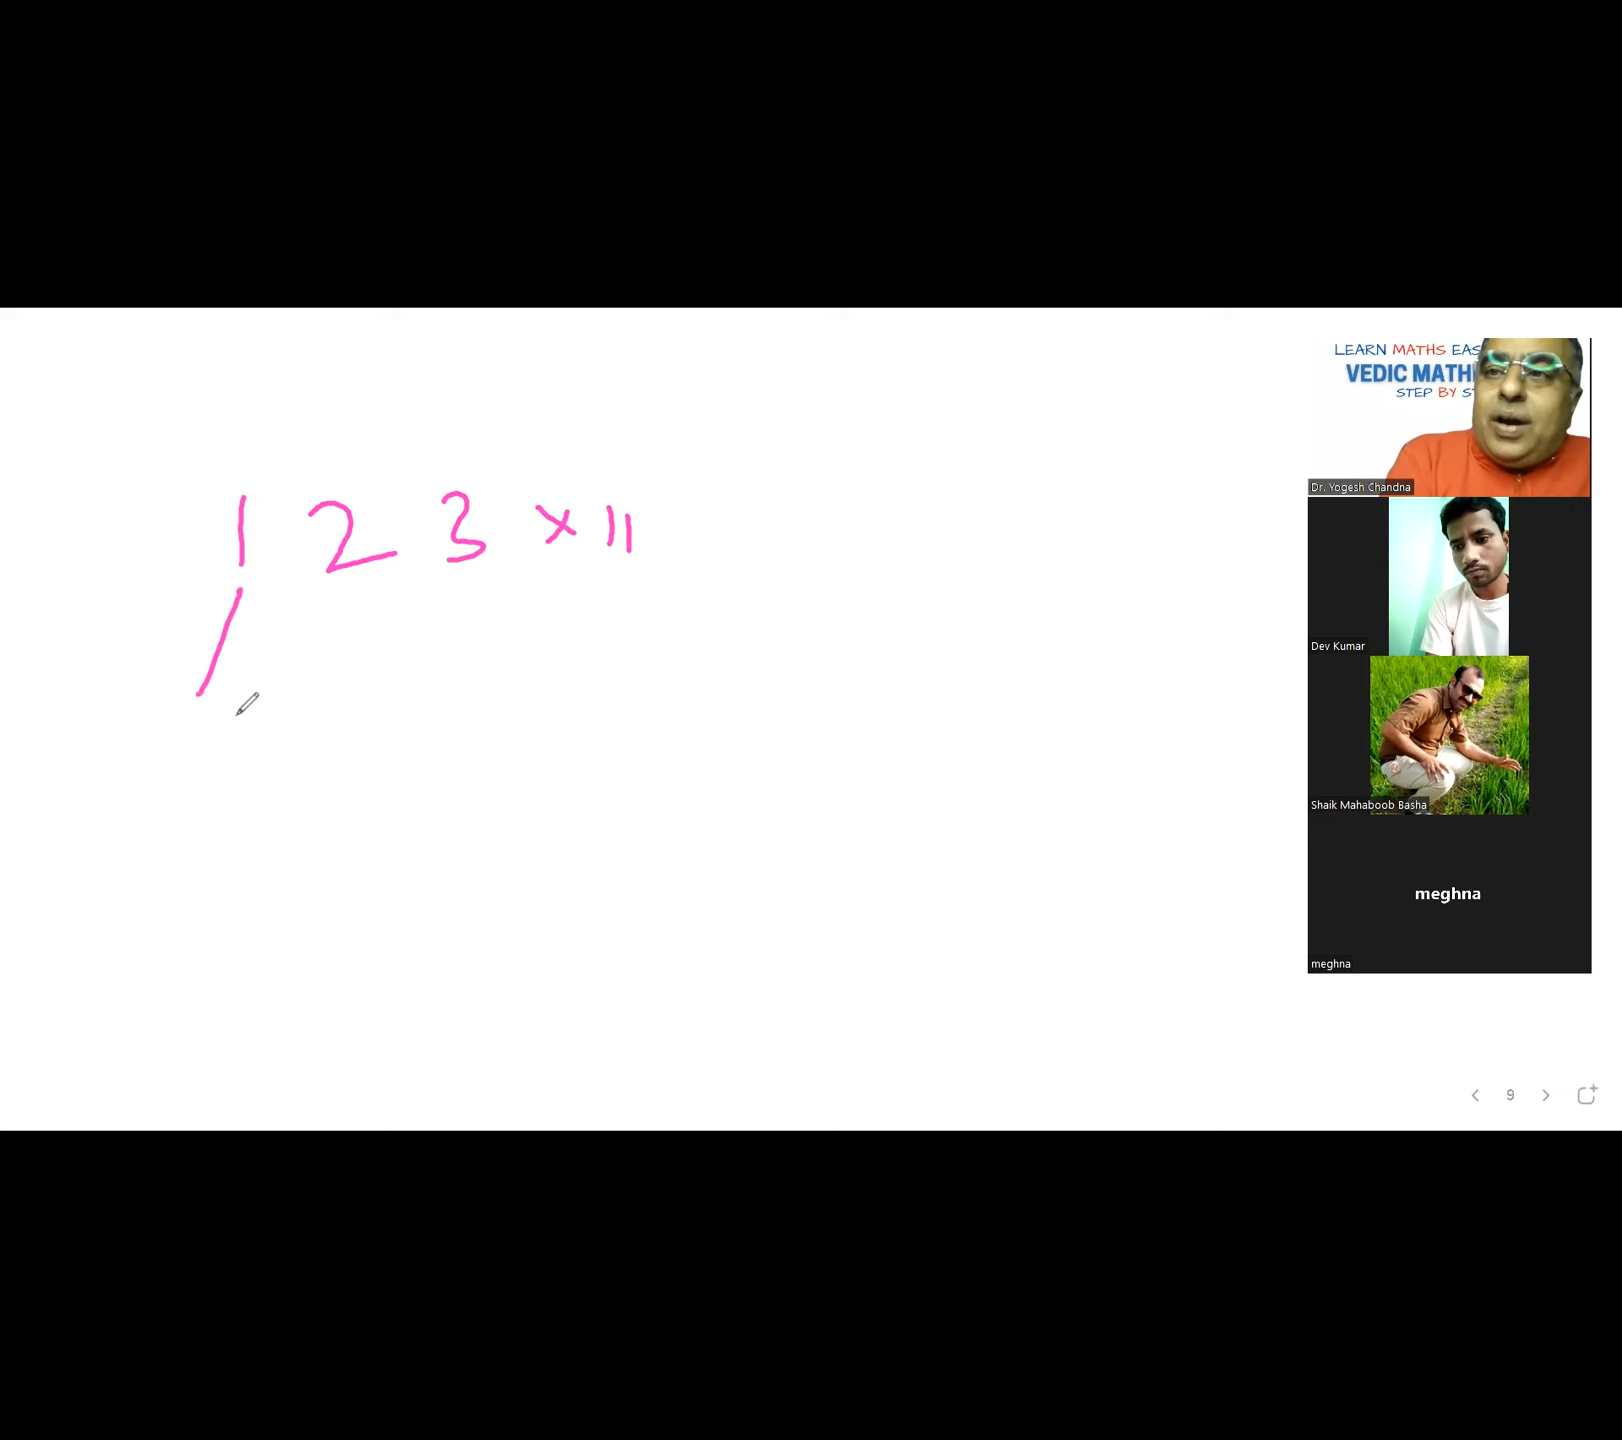 LEARN MATHS EAS
VEDIC MATH
STEP BY ST
Dr. Yogesh Chandna
1 2 3 × 11
Dev Kumar
Shaik Mahaboob Basha
meghna
meghna
9